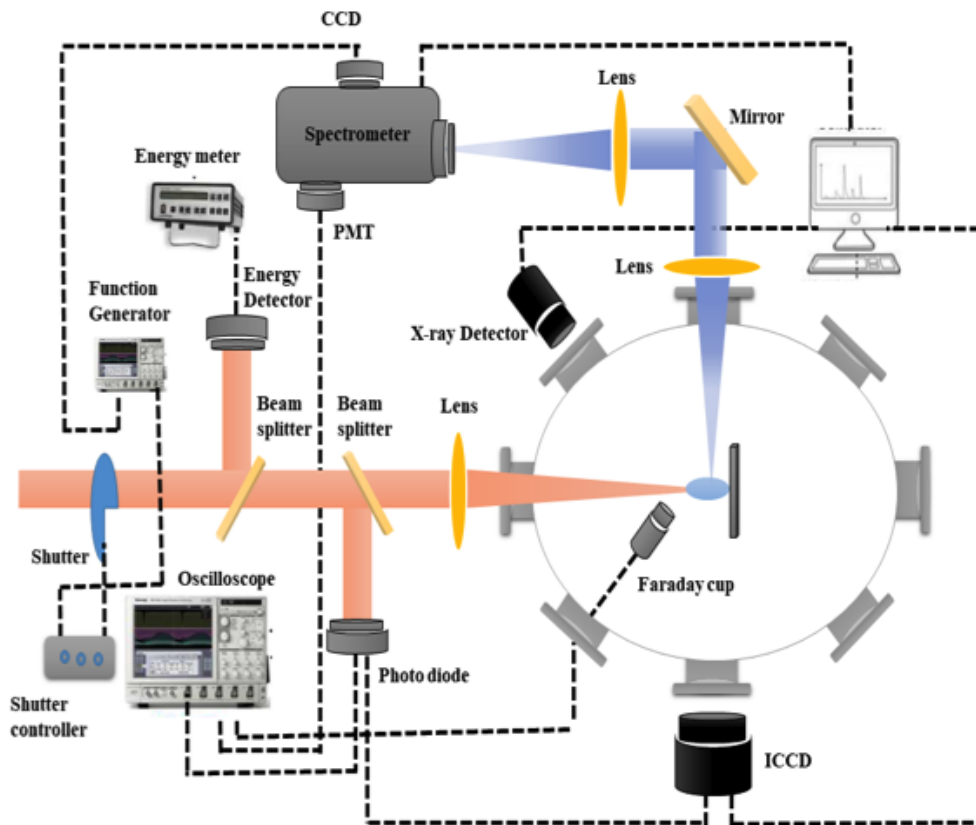 CCD
Lens
Mirror
Spectrometer
Energy meter
PMT
Lens
Energy
Detector
Function
Generator
X-ray Detector
Beam
splitter
Beam
splitter
Lens
Shutter
Oscilloscope
Faraday cup
Photo diode
Shutter
controller
ICCD